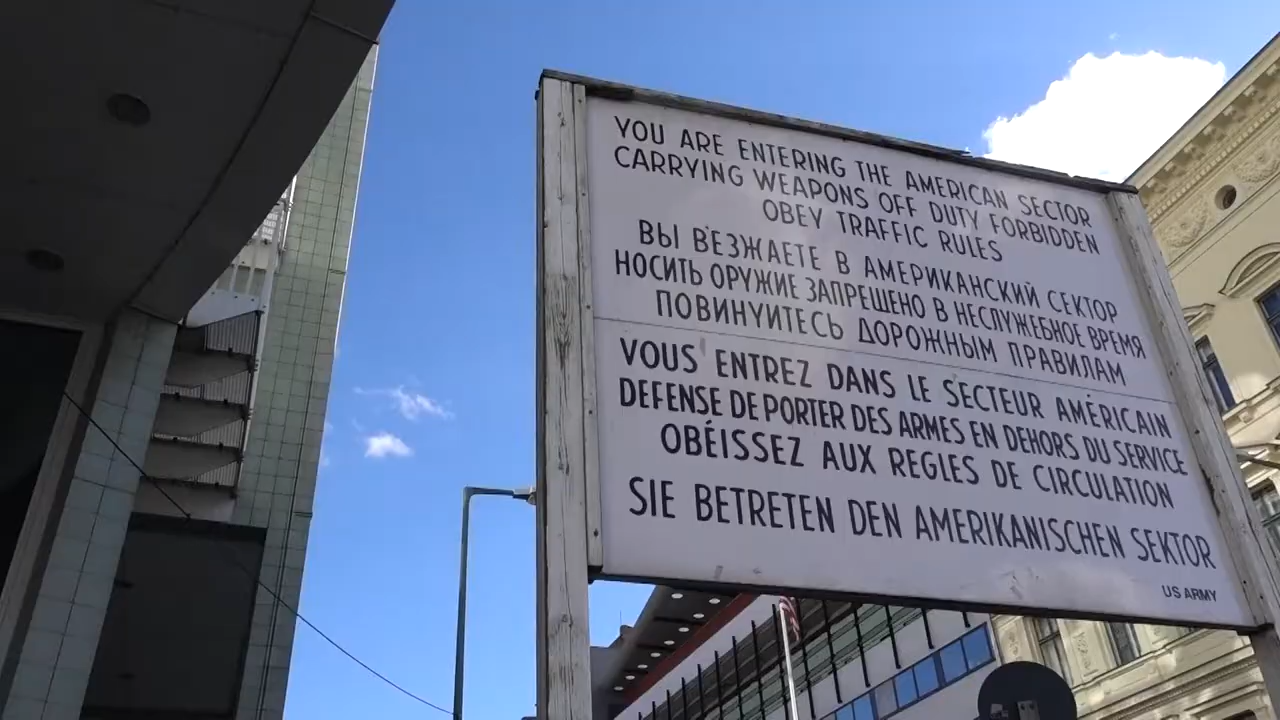 YOU ARE ENTERING THE AMERICAN SECTOR
CARRYING WEAPONS OFF DUTY FORBIDDEN
OBEY TRAFFIC RULES
ВЫ ВЪЕЗЖАЕТЕ В АМЕРИКАНСКИЙ СЕКТОР
НОСИТЬ ОРУЖИЕ ЗАПРЕЩЕНО В НЕСЛУЖЕБНОЕ ВРЕМЯ
ПОВИНУИТЕСЬ ДОРОЖНЫМ ПРАВИЛАМ
VOUS ENTREZ DANS LE SECTEUR AMÉRICAIN
DEFENSE DE PORTER DES ARMES EN DEHORS DU SERVICE
OBÉISSEZ AUX REGLES DE CIRCULATION
SIE BETRETEN DEN AMERIKANISCHEN SEKTOR
US ARMY